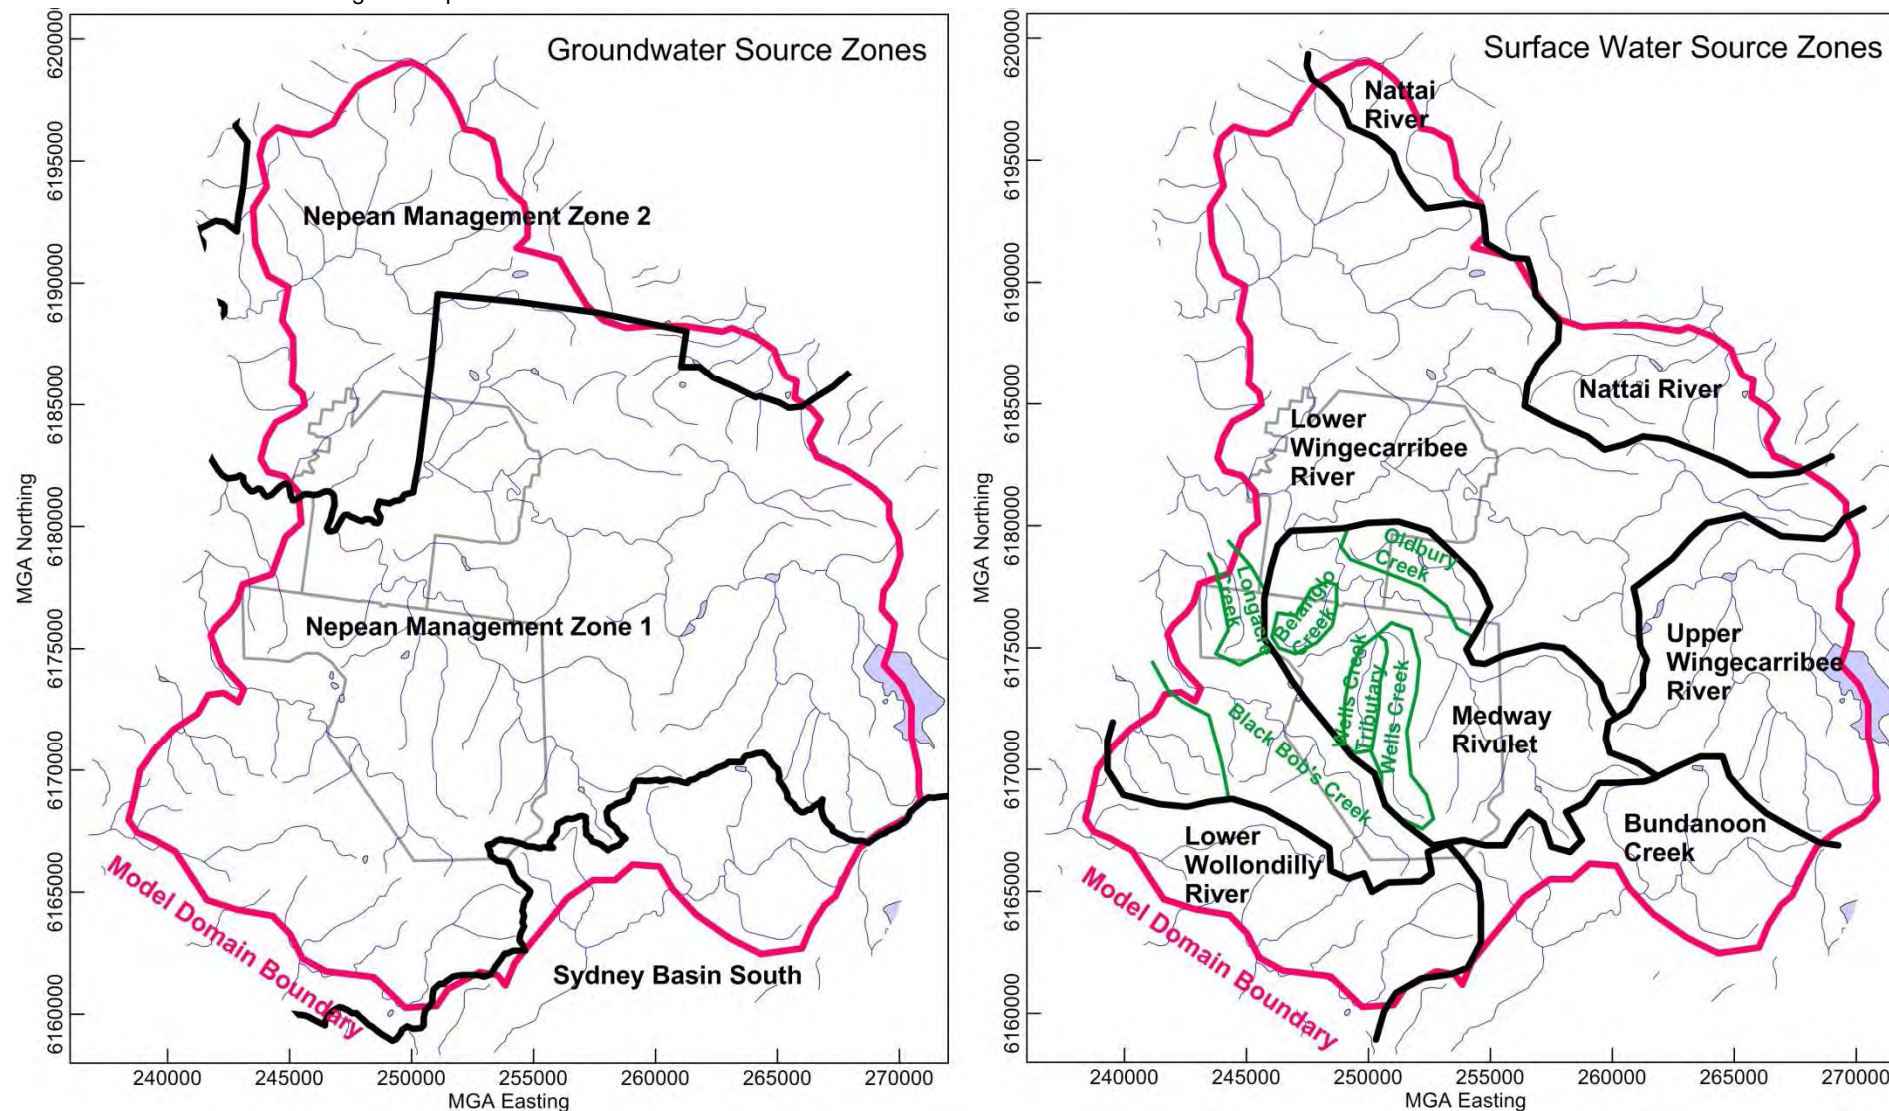 Groundwater Source Zones
Nepean Management Zone 2
Nepean Management Zone 1
Sydney Basin South
Model Domain Boundary
MGA Northing
6200000
6195000
6190000
6185000
6180000
6175000
6170000
6165000
6160000
240000
245000
250000
255000
260000
265000
270000
MGA Easting
Surface Water Source Zones
Nattai
River
Nattai River
Lower
Wingecarribee
River
Oldbury
Creek
Longacre
Creek
Belanglo
Creek
Wells Creek
Tributary
Wells Creek
Black Bob's Creek
Medway
Rivulet
Upper
Wingecarribee
River
Bundanoon
Creek
Lower
Wollondilly
River
Model Domain Boundary
MGA Northing
6200000
6195000
6190000
6185000
6180000
6175000
6170000
6165000
6160000
240000
245000
250000
255000
260000
265000
270000
MGA Easting